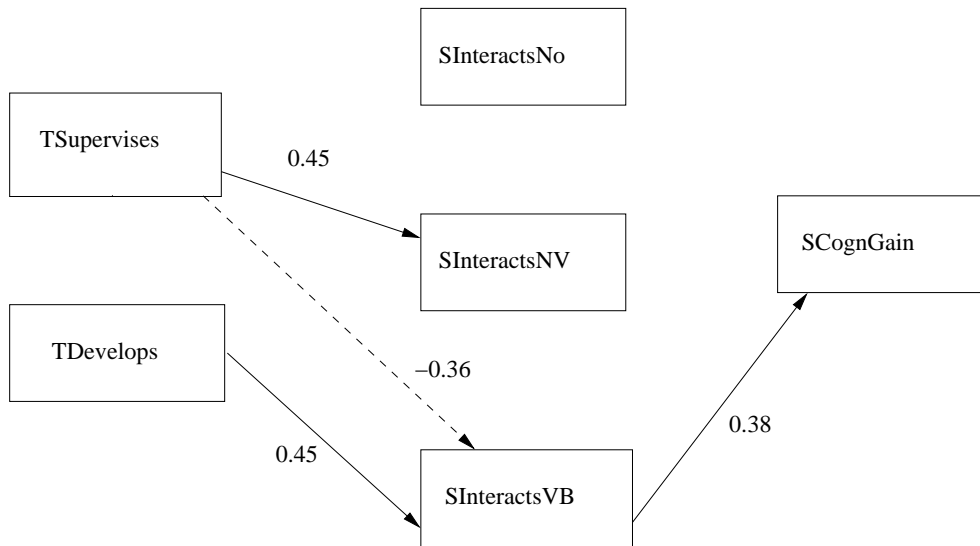 SInteractsNo
TSupervises
0.45
SInteractsNV
SCognGain
TDevelops
−0.36
0.45
0.38
SInteractsVB